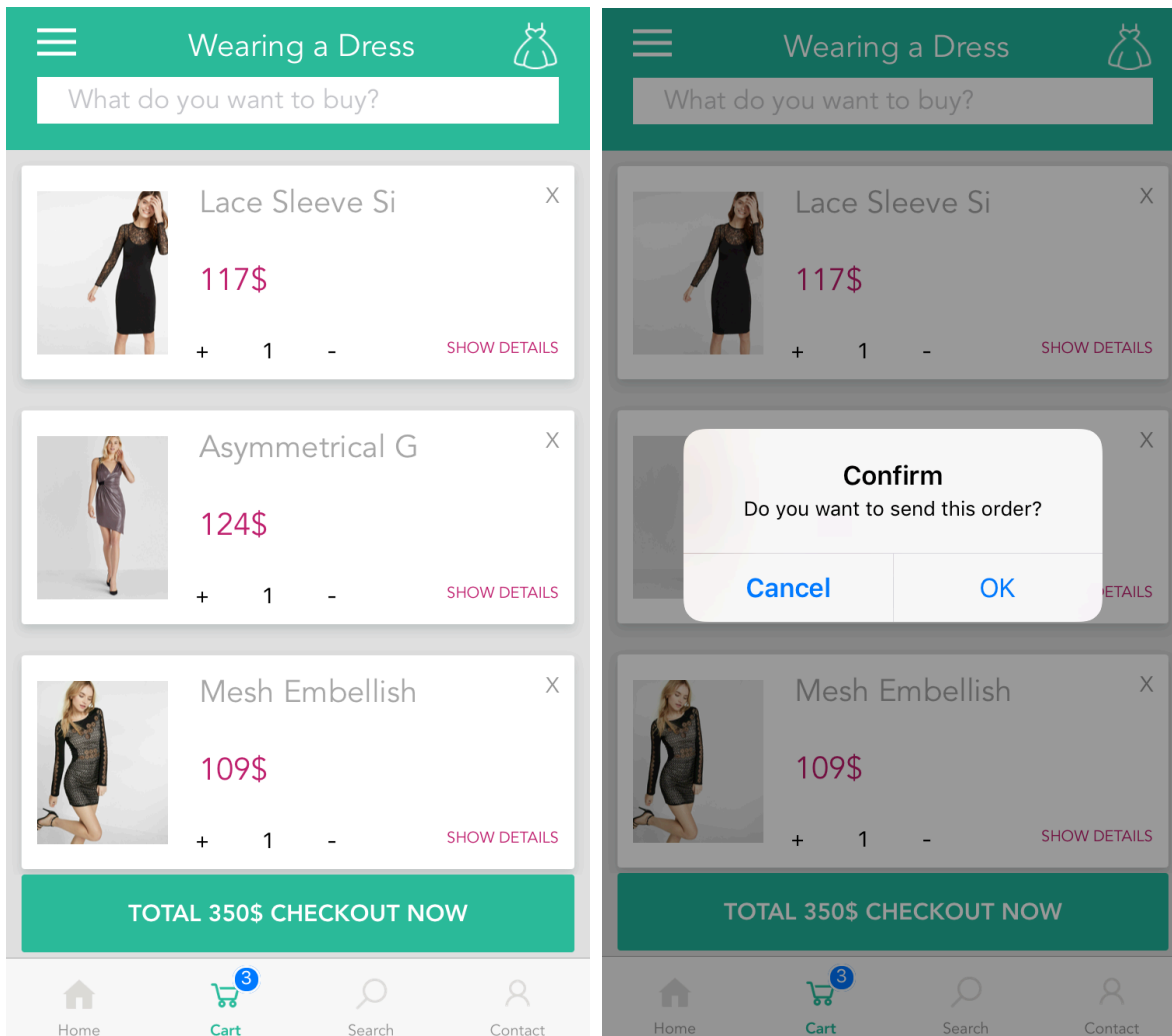 Wearing a Dress
What do you want to buy?
Lace Sleeve Si
X
117$
+ 1 -
SHOW DETAILS
Asymmetrical G
X
124$
+ 1 -
SHOW DETAILS
Mesh Embellish
X
109$
+ 1 -
SHOW DETAILS
TOTAL 350$ CHECKOUT NOW
3
Home
Cart
Search
Contact
Wearing a Dress
What do you want to buy?
Lace Sleeve Si
X
117$
+ 1 -
SHOW DETAILS
X
Confirm
Do you want to send this order?
Cancel
OK
ETAILS
Mesh Embellish
X
109$
+ 1 -
SHOW DETAILS
TOTAL 350$ CHECKOUT NOW
3
Home
Cart
Search
Contact